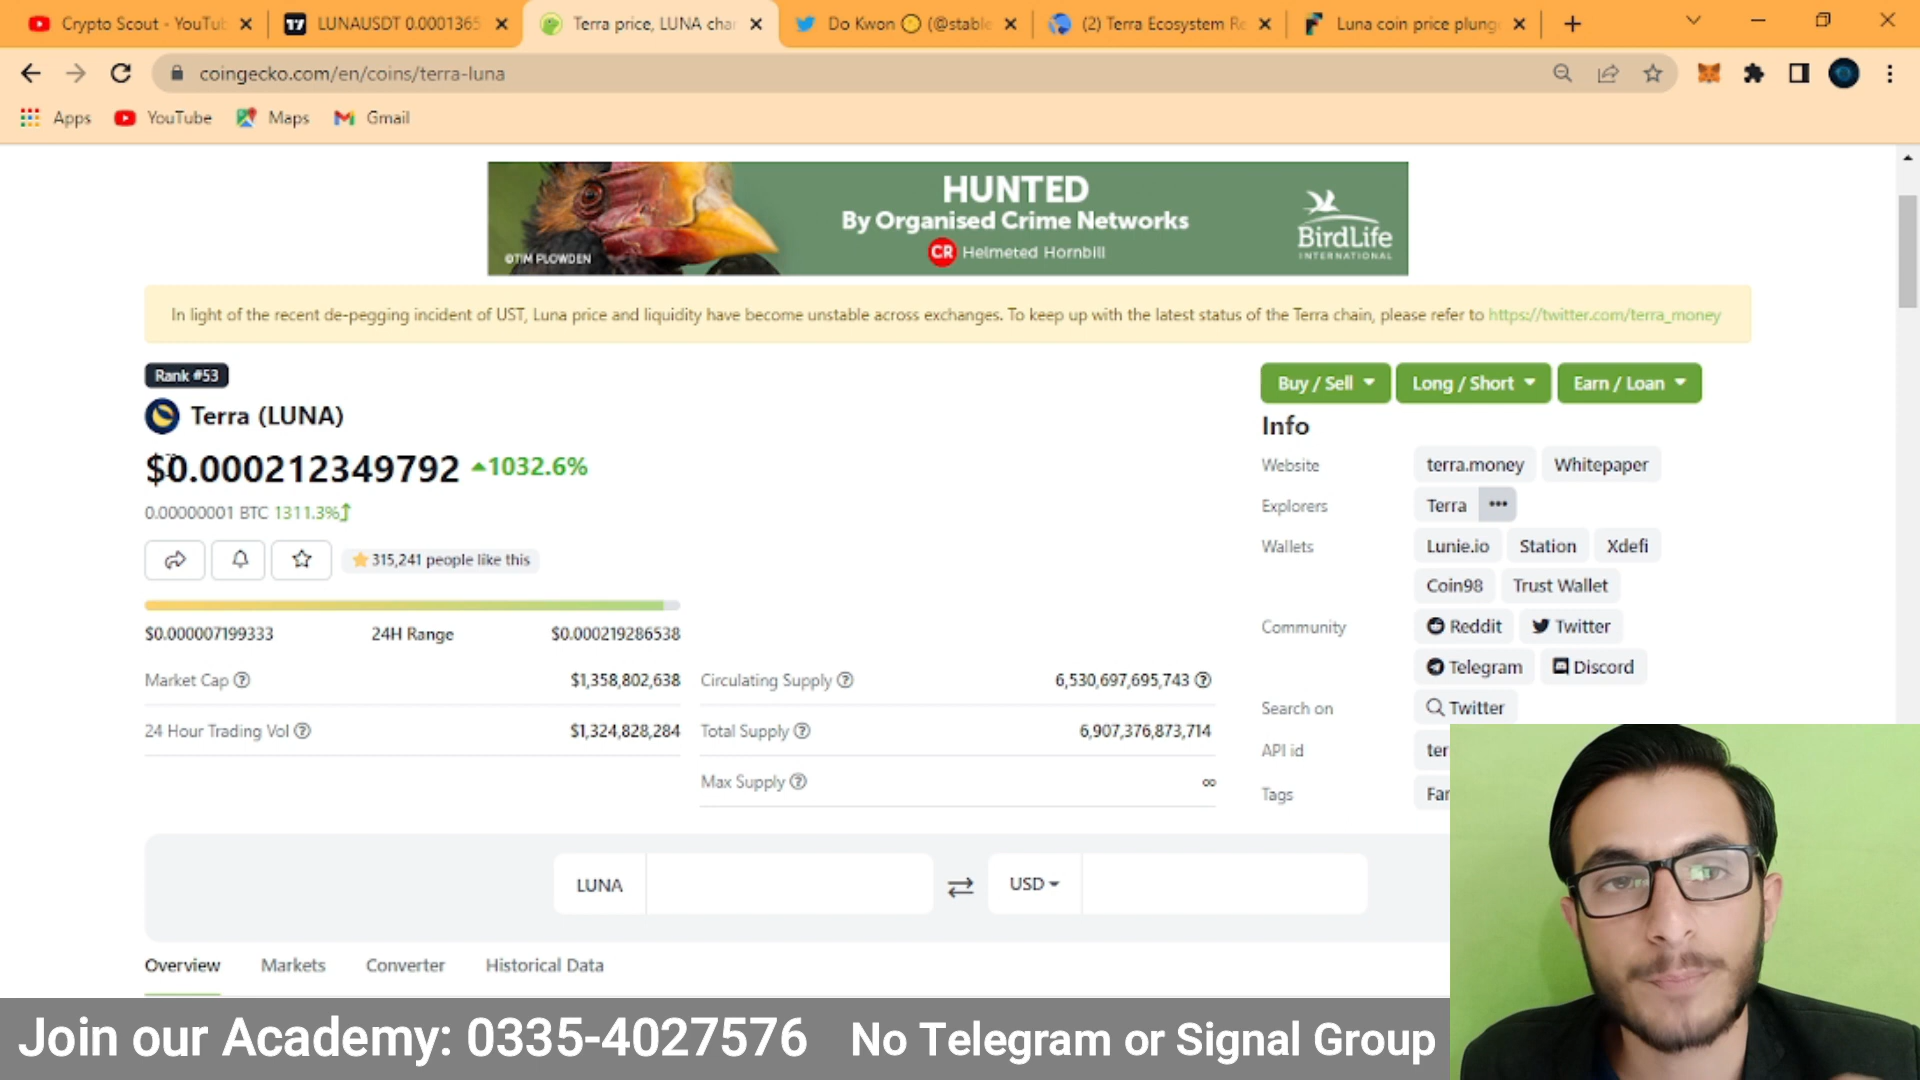 Crypto Scout - YouTub
LUNAUSDT 0.0001365
Terra price, LUNA char
Do Kwon (@stable
(2) Terra Ecosystem Re
Luna coin price plung
coingecko.com/en/coins/terra-luna
Apps YouTube Maps Gmail
HUNTED
By Organised Crime Networks
CR Helmeted Hornbill
©TIM PLOWDEN
BirdLife
INTERNATIONAL
In light of the recent de-pegging incident of UST, Luna price and liquidity have become unstable across exchanges. To keep up with the latest status of the Terra chain, please refer to https://twitter.com/terra_money
Rank #53
Terra (LUNA)
$0.000212349792 1032.6%
0.00000001 BTC 1311.3%
315,241 people like this
$0.000007199333 24H Range $0.000219286538
Market Cap $1,358,802,638
24 Hour Trading Vol $1,324,828,284
Circulating Supply 6,530,697,695,743
Total Supply 6,907,376,873,714
Max Supply ∞
Buy / Sell Long / Short Earn / Loan
Info
Website terra.money Whitepaper
Explorers Terra •••
Wallets Lunie.io Station Xdefi
Coin98 Trust Wallet
Community Reddit Twitter
Telegram Discord
Search on Twitter
API id ter
Tags Far
LUNA USD
Overview Markets Converter Historical Data
Join our Academy: 0335-4027576 No Telegram or Signal Group